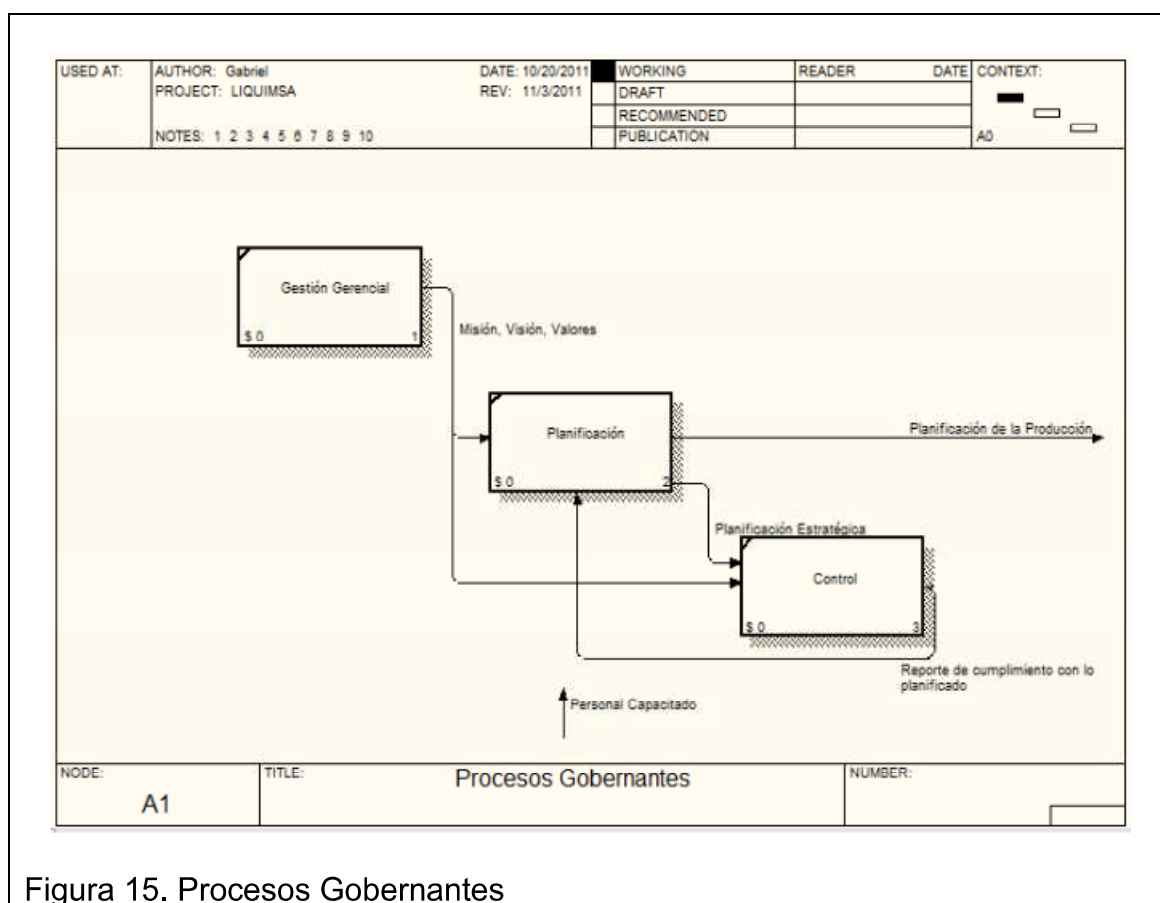 USED AT:
AUTHOR: Gabriel
DATE: 10/20/2011
WORKING
READER
DATE
CONTEXT:
PROJECT: LIQUIMSA
REV: 11/3/2011
DRAFT
RECOMMENDED
NOTES: 1 2 3 4 5 6 7 8 9 10
PUBLICATION
A0
Gestión Gerencial
$ 0
1
Misión, Visión, Valores
Planificación
Planificación de la Producción
$ 0
2
Planificación Estratégica
Control
$ 0
3
Reporte de cumplimiento con lo
planificado
Personal Capacitado
NODE:
A1
TITLE:
Procesos Gobernantes
NUMBER:
Figura 15. Procesos Gobernantes